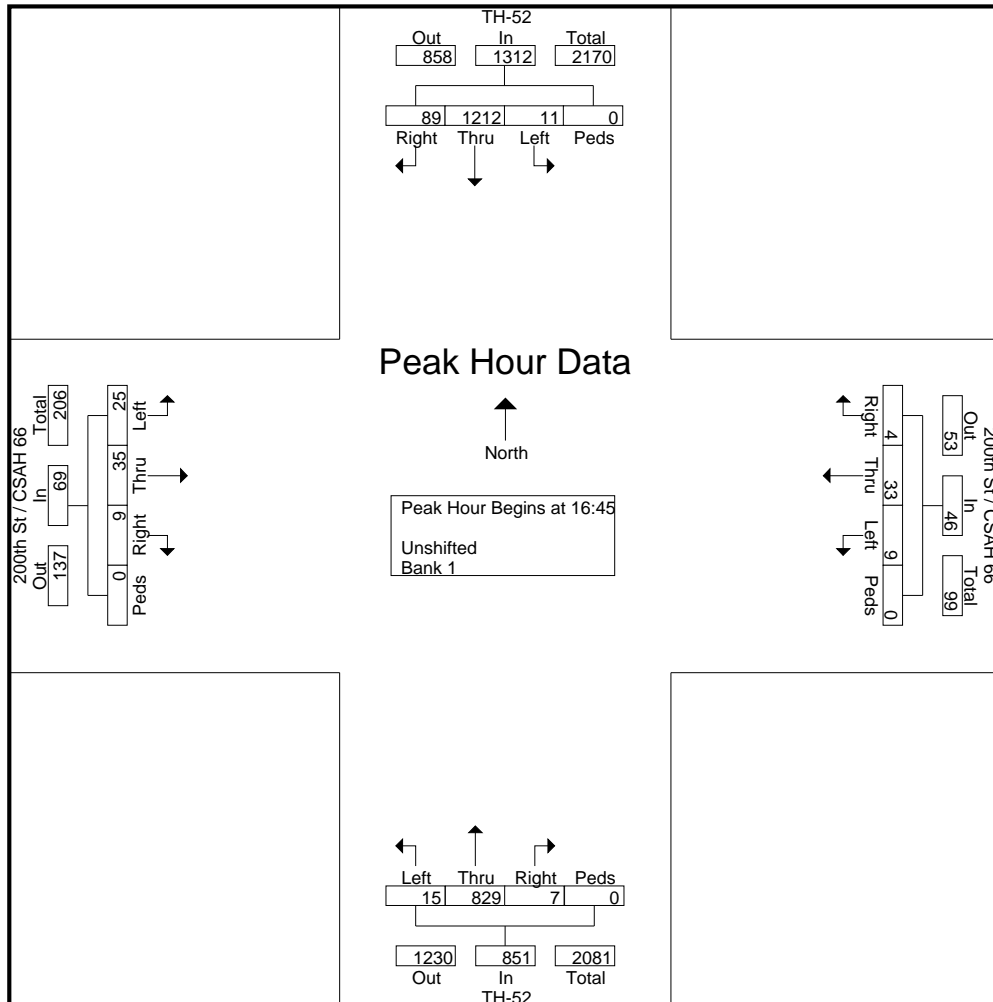 TH-52
Out In Total
858 1312 2170
89 1212 11 0
Right Thru Left Peds
Peak Hour Data
North
Peak Hour Begins at 16:45
Unshifted
Bank 1
200th St / CSAH 66
Out In Total
137 69 206
25 35 9 0
Left Thru Right Peds
200th St / CSAH 66
Out In Total
53 46 99
4 33 9 0
Right Thru Left Peds
Left Thru Right Peds
15 829 7 0
1230 851 2081
Out In Total
TH-52